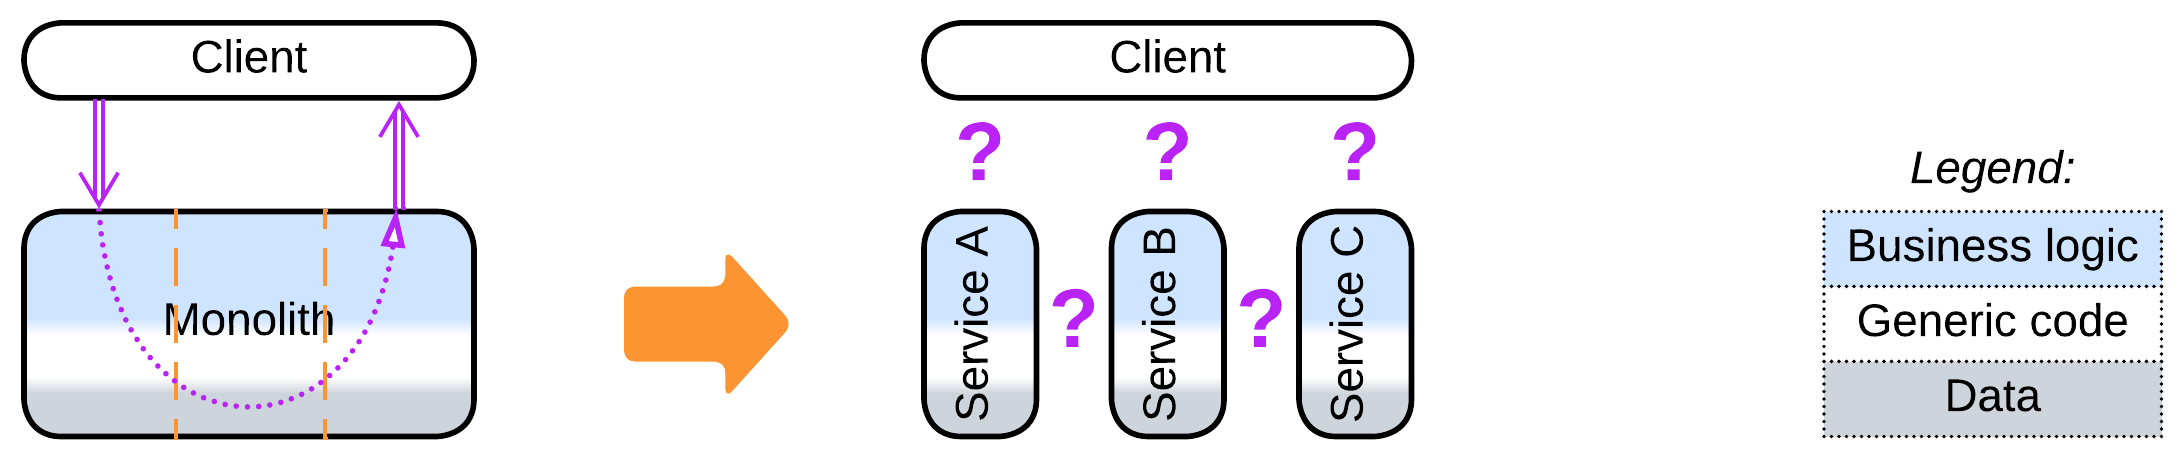 Client
Monolith
Client
? ? ?
Service A
?
Service B
?
Service C
Legend:
Business logic
Generic code
Data